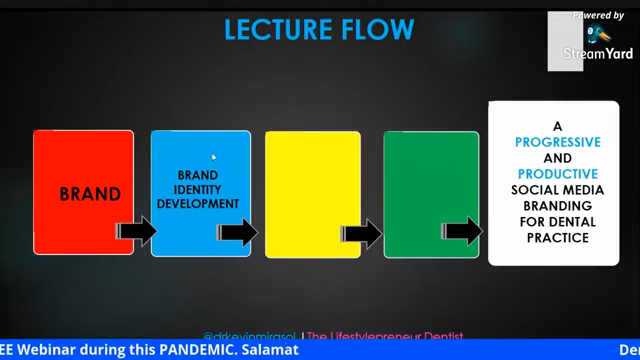 LECTURE FLOW
Powered by
StreamYard
BRAND
BRAND
IDENTITY
DEVELOPMENT
A
PROGRESSIVE
AND
PRODUCTIVE
SOCIAL MEDIA
BRANDING
FOR DENTAL
PRACTICE
@drkevinmirasol | The Lifestylepreneur Dentist
EE Webinar during this PANDEMIC. Salamat